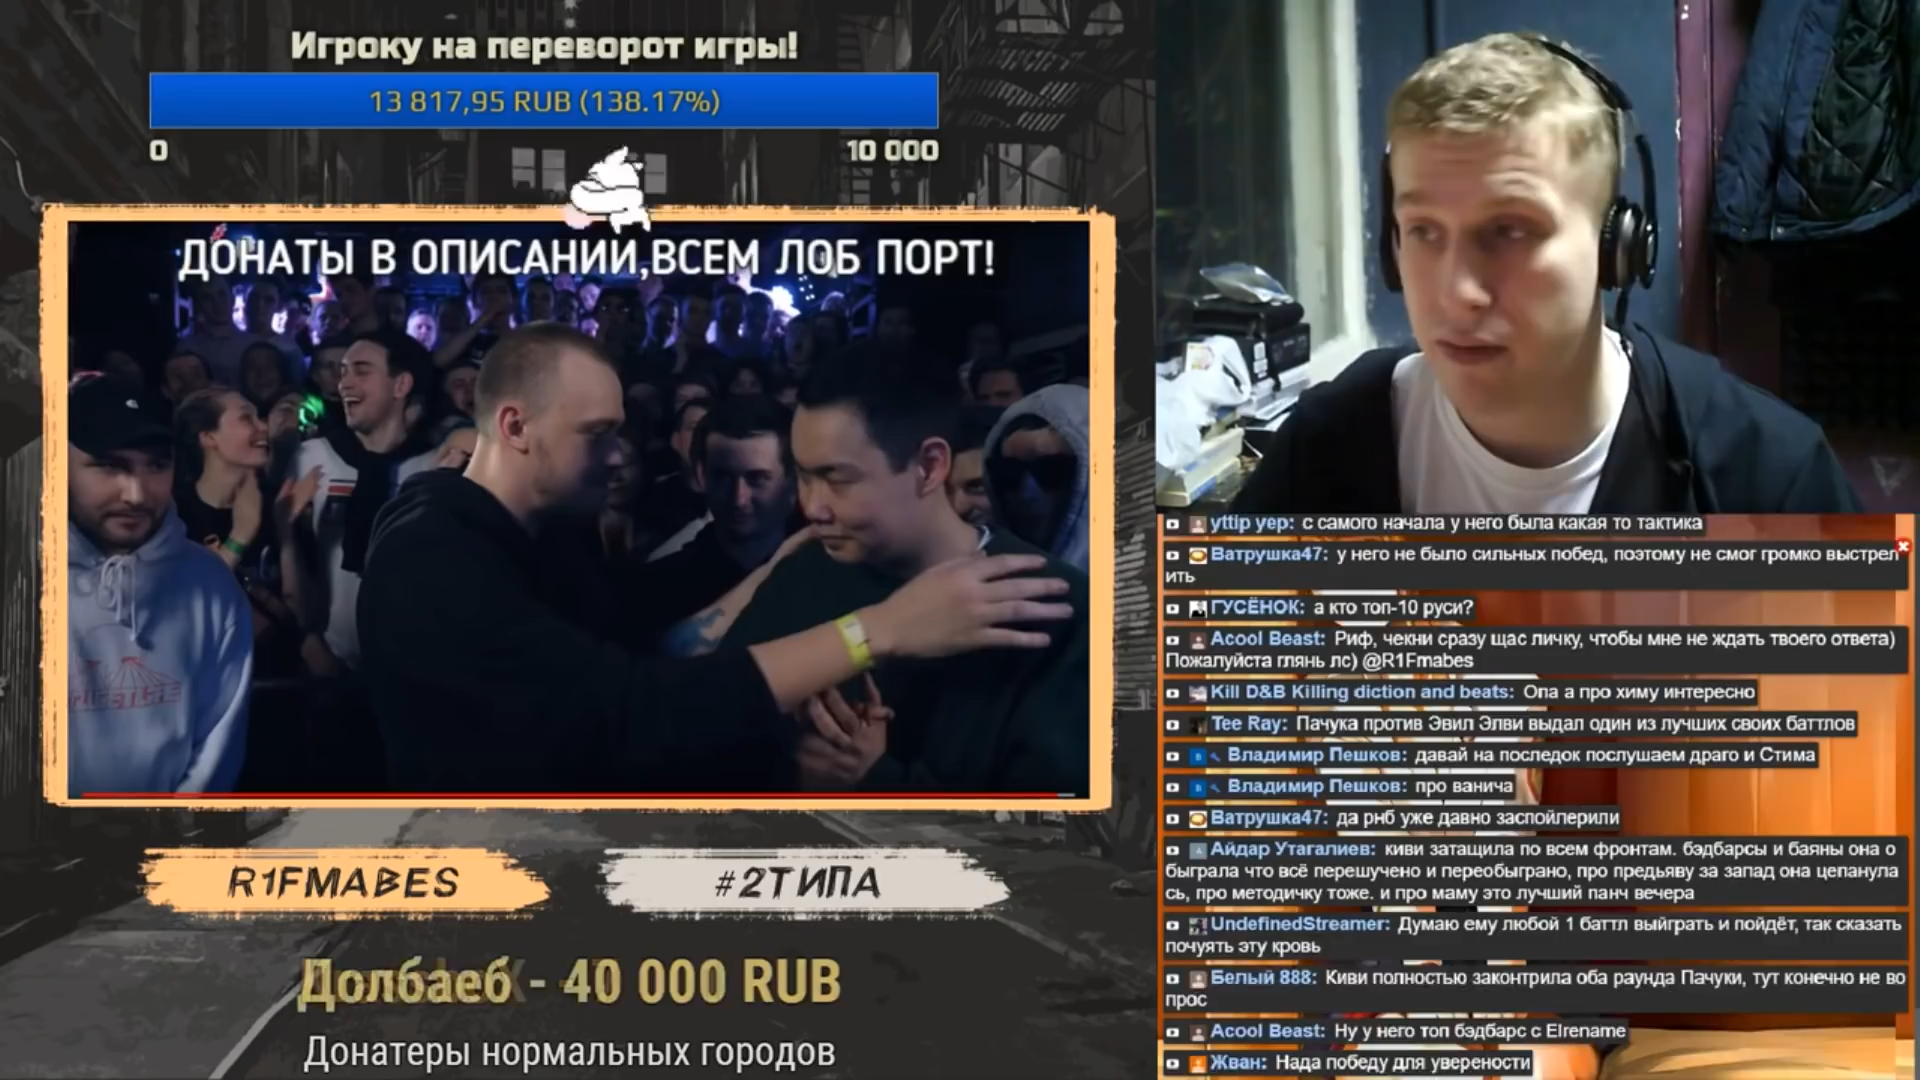 Игроку на переворот игры!
13 817,95 RUB (138.17%)
0
10 000
ДОНАТЫ В ОПИСАНИИ,ВСЕМ ЛОБ ПОРТ!
R1FMABES
#2ТИПА
Долбаеб - 40 000 RUB
Донатеры нормальных городов
yttip yep: с самого начала у него была какая то тактика
Ватрушка47: у него не было сильных побед, поэтому не смог громко выстрел
ить
ГУСЁНОК: а кто топ-10 руси?
Acool Beast: Риф, чекни сразу щас личку, чтобы мне не ждать твоего ответа)
Пожалуйста глянь лс) @R1Fmabes
Kill D&B Killing diction and beats: Опа а про химу интересно
Tee Ray: Пачука против Эвил Элви выдал один из лучших своих баттлов
Владимир Пешков: давай на последок послушаем драго и Стима
Владимир Пешков: про ванича
Ватрушка47: да рнб уже давно заспойлерили
Айдар Утагалиев: киви затащила по всем фронтам. бэдбарсы и баяны она о
быграла что всё перешучено и переобыграно, про предьяву за запад она цепанула
сь, про методичку тоже. и про маму это лучший панч вечера
UndefinedStreamer: Думаю ему любой 1 баттл выйграть и пойдёт, так сказать
почуять эту кровь
Белый 888: Киви полностью законтрила оба раунда Пачуки, тут конечно не во
прос
Acool Beast: Ну у него топ бэдбарс с Elrename
Жван: Нада победу для уверености